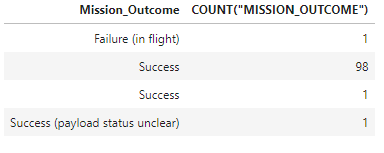 Mission_Outcome COUNT("MISSION_OUTCOME")
Failure (in flight) 1
Success 98
Success 1
Success (payload status unclear) 1